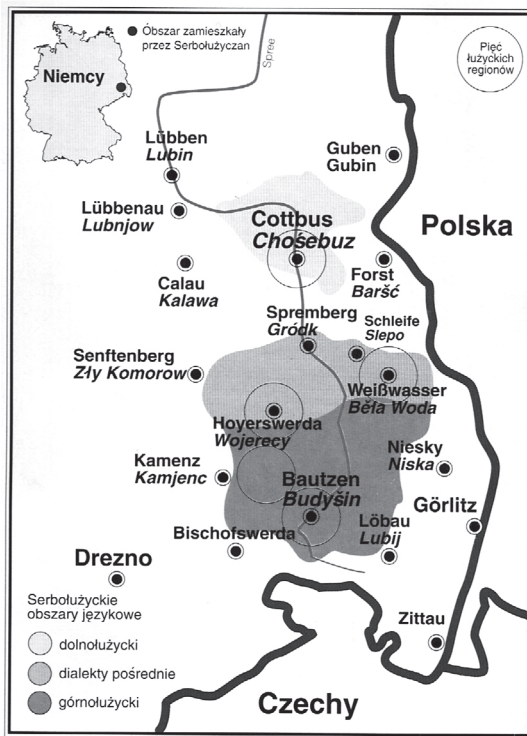 Niemcy
Obszar zamieszkały
przez Serbołużyczan
Pięć
łużyckich
regionów
Spree
Lübben
Lubin
Guben
Gubin
Lübbenau
Lubnjow
Cottbus
Chośebuz
Polska
Calau
Kalawa
Forst
Baršć
Spremberg
Gródk
Schleife
Slepo
Senftenberg
Zły Komorow
Weißwasser
Běła Woda
Hoyerswerda
Wojerecy
Kamenz
Kamjenc
Niesky
Niska
Bautzen
Budyšin
Görlitz
Bischofswerda
Löbau
Lubij
Drezno
Serbołużyckie
obszary językowe
dolnołużycki
dialekty pośrednie
górnołużycki
Zittau
Czechy